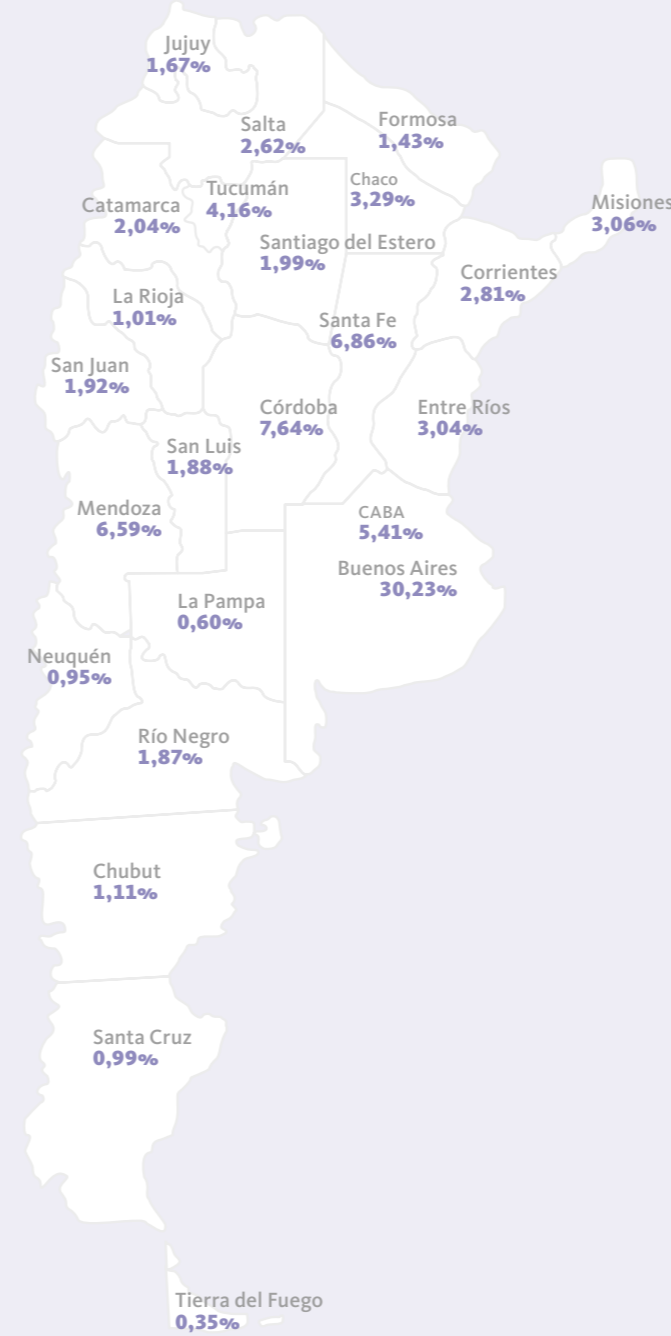 Jujuy
1,67%
Salta
2,62%
Formosa
1,43%
Chaco
3,29%
Tucumán
4,16%
Catamarca
2,04%
Misiones
3,06%
Santiago del Estero
1,99%
Corrientes
2,81%
La Rioja
1,01%
Santa Fe
6,86%
San Juan
1,92%
Córdoba
7,64%
Entre Ríos
3,04%
San Luis
1,88%
Mendoza
6,59%
CABA
5,41%
Buenos Aires
30,23%
La Pampa
0,60%
Neuquén
0,95%
Río Negro
1,87%
Chubut
1,11%
Santa Cruz
0,99%
Tierra del Fuego
0,35%